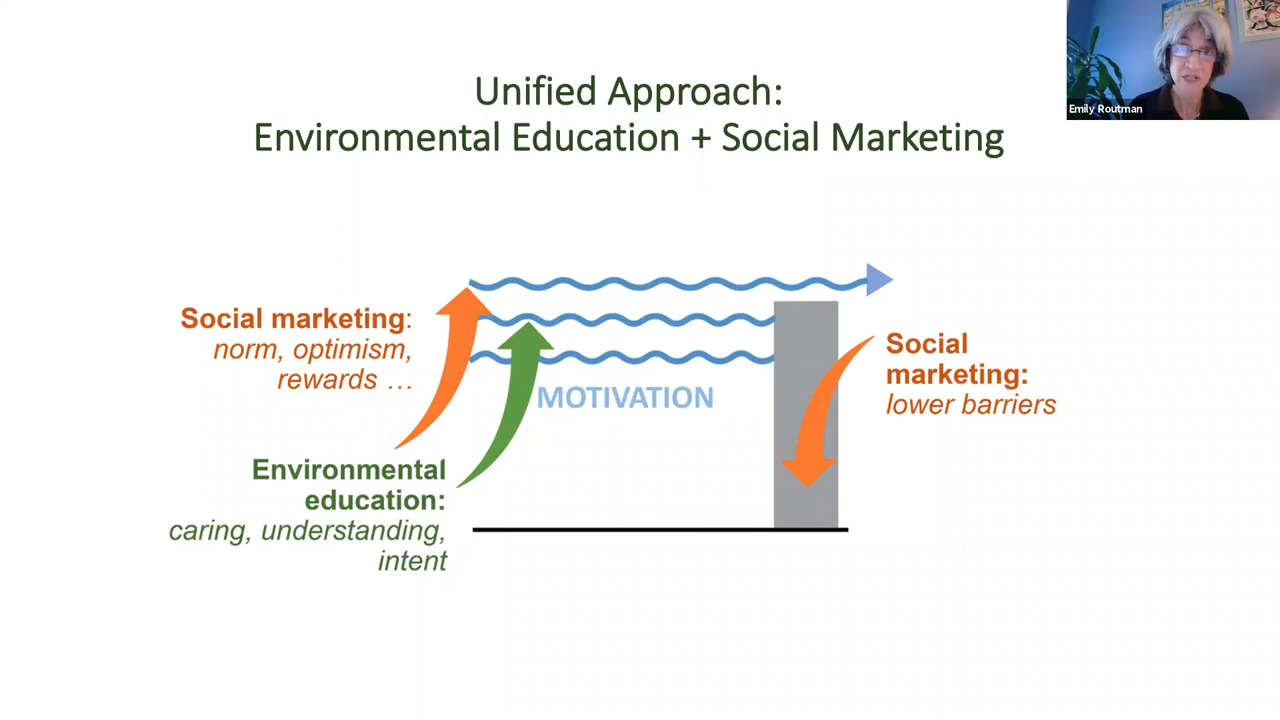 Unified Approach:
Environmental Education + Social Marketing
Emily Routman
Social marketing:
norm, optimism,
rewards …
MOTIVATION
Environmental
education:
caring, understanding,
intent
Social
marketing:
lower barriers